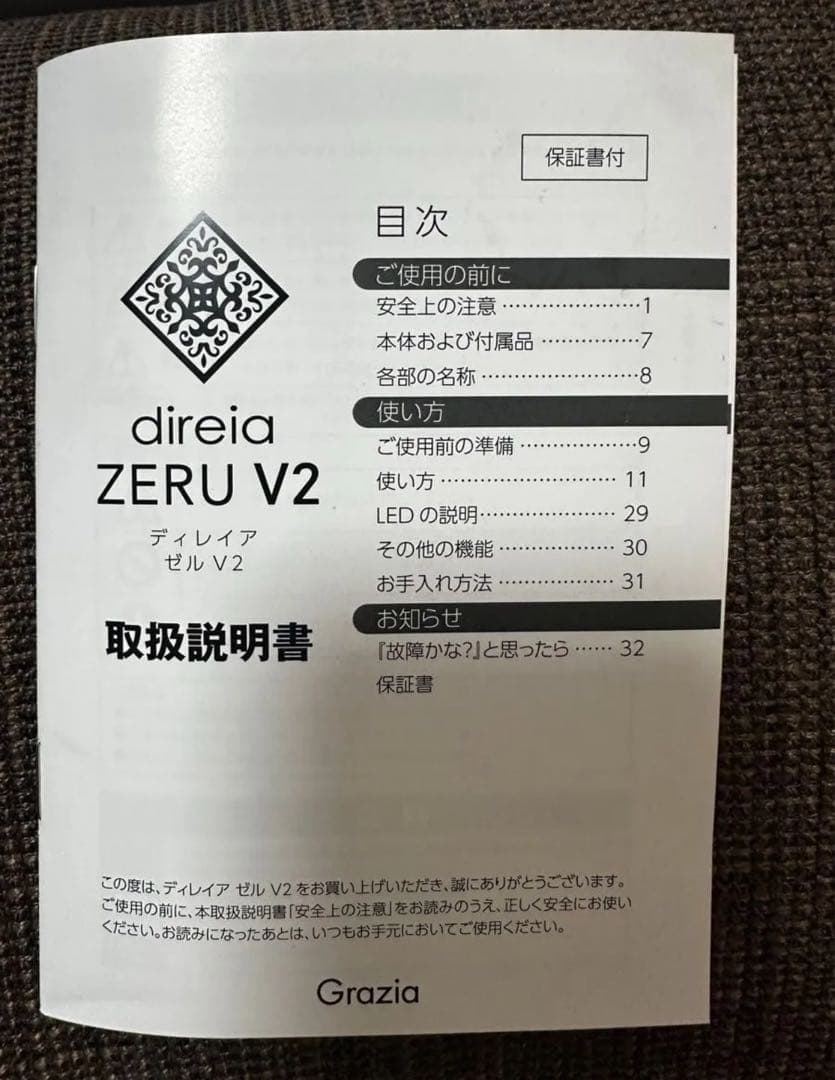 保証書付
direia
ZERU V2
ディレイア
ゼル V2
取扱説明書
目次
ご使用の前に
安全上の注意 …………………1
本体および付属品 ……………7
各部の名称 ……………………8
使い方
ご使用前の準備 ………………9
使い方 ……………………… 11
LED の説明………………… 29
その他の機能 ……………… 30
お手入れ方法 ……………… 31
お知らせ
『故障かな?』と思ったら …… 32
保証書
この度は、ディレイア ゼル V2 をお買い上げいただき、誠にありがとうございます。
ご使用の前に、本取扱説明書「安全上の注意」をお読みのうえ、正しく安全にお使い
ください。お読みになったあとは、いつもお手元においてご使用ください。
Grazia